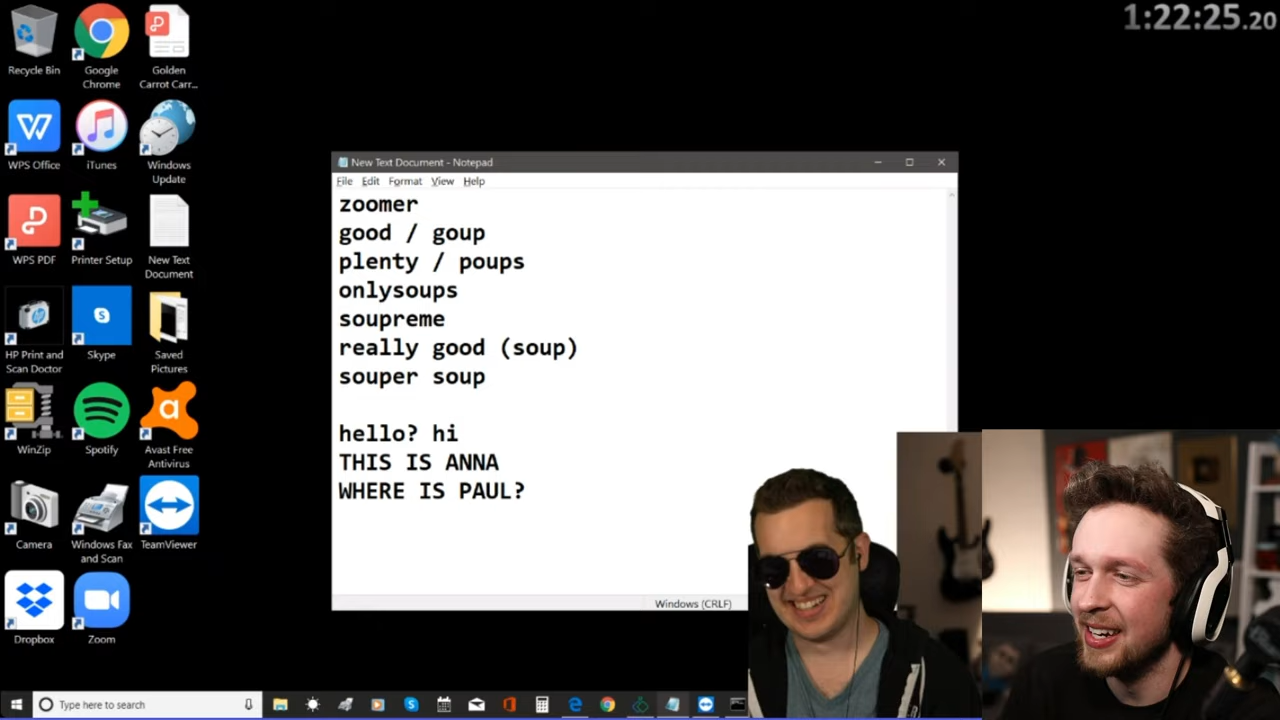 1:22:25.20
Recycle Bin
Google
Chrome
Golden
Carrot Carr...
WPS Office
iTunes
Windows
Update
WPS PDF
Printer Setup
New Text
Document
HP Print and
Scan Doctor
Skype
Saved
Pictures
WinZip
Spotify
Avast Free
Antivirus
Camera
Windows Fax
and Scan
TeamViewer
Dropbox
Zoom
New Text Document - Notepad
File Edit Format View Help
zoomer
good / goup
plenty / poups
onlysoups
soupreme
really good (soup)
souper soup
hello? hi
THIS IS ANNA
WHERE IS PAUL?
Windows (CRLF)
Type here to search